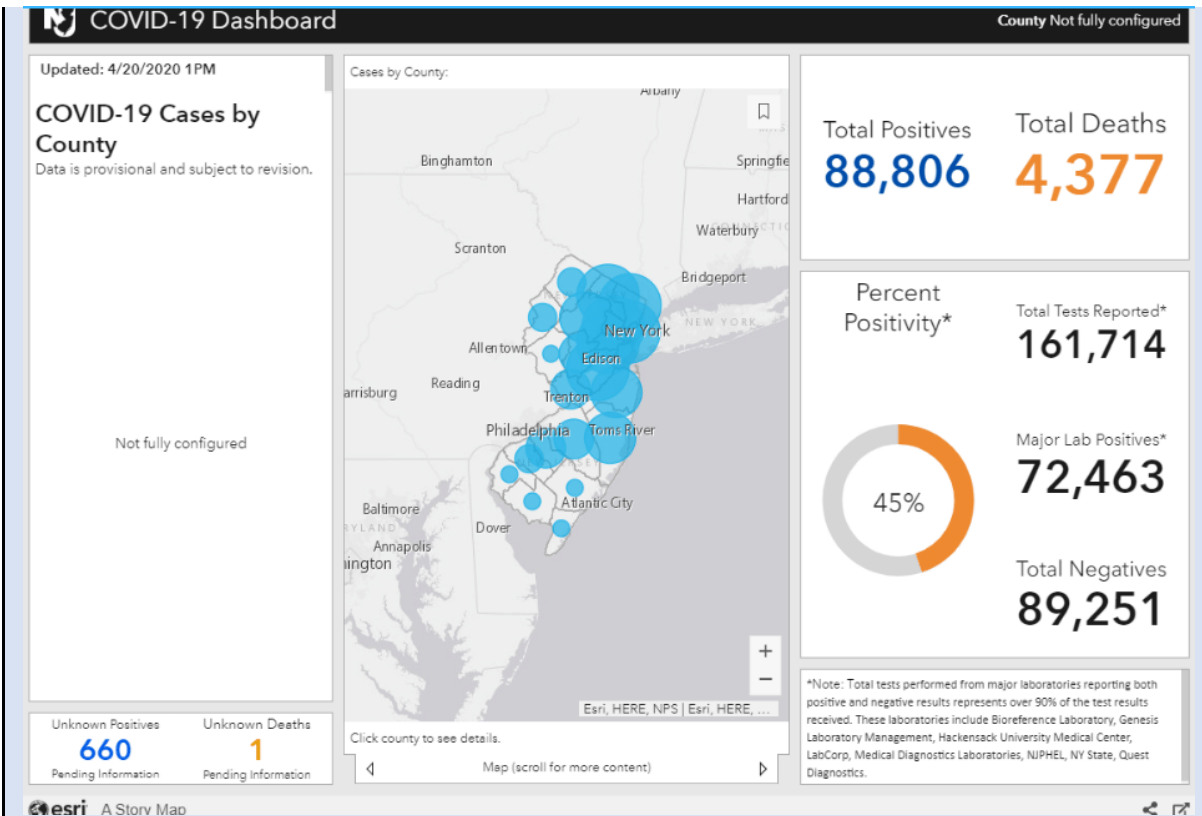 NJ COVID-19 Dashboard
County Not fully configured
Updated: 4/20/2020 1PM
COVID-19 Cases by
County
Data is provisional and subject to revision.
Not fully configured
Unknown Positives
660
Pending Information
Unknown Deaths
1
Pending Information
Cases by County:
Albany
Binghamton
Springfie
Hartford
CONNECTIC
Waterbury
Scranton
Bridgeport
NEW YORK
New York
Allentown
Edison
Reading
arrisburg
Trenton
Philadelphia
Toms River
Baltimore
Atlantic City
RYLAND
Dover
Annapolis
ington
+
−
Esri, HERE, NPS | Esri, HERE, ...
Click county to see details.
Map (scroll for more content)
Total Positives
88,806
Total Deaths
4,377
Percent
Positivity*
45%
Total Tests Reported*
161,714
Major Lab Positives*
72,463
Total Negatives
89,251
*Note: Total tests performed from major laboratories reporting both
positive and negative results represents over 90% of the test results
received. These laboratories include Bioreference Laboratory, Genesis
Laboratory Management, Hackensack University Medical Center,
LabCorp, Medical Diagnostics Laboratories, NJPHEL, NY State, Quest
Diagnostics.
esri A Story Map